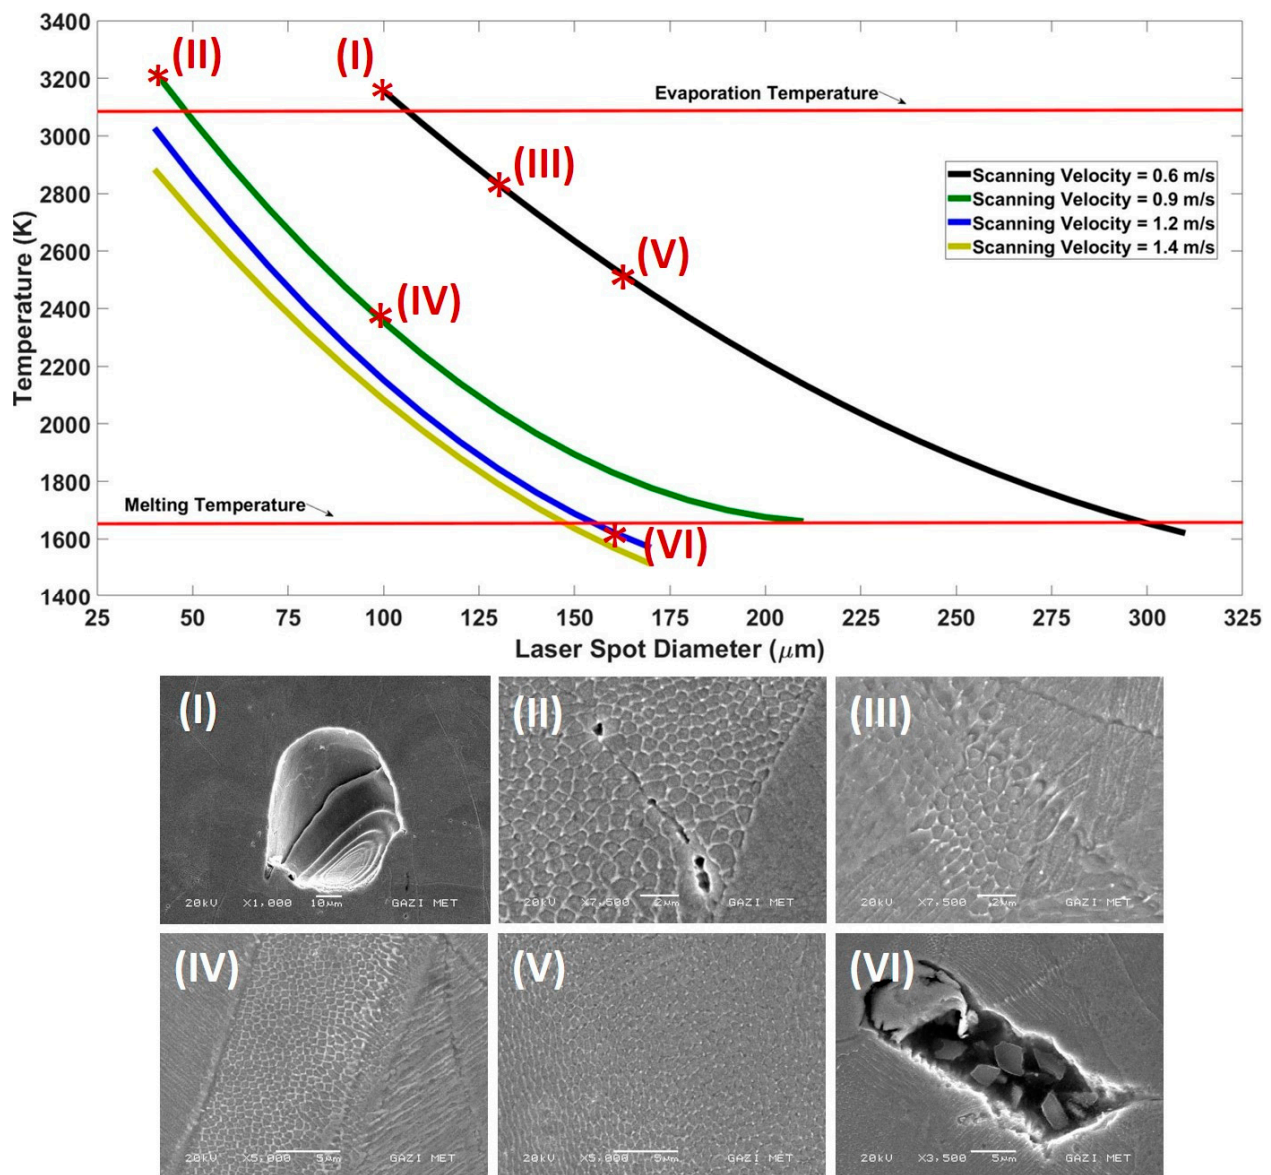 3400
3200
3000
2800
2600
2400
2200
2000
1800
1600
1400
Temperature (K)
25 50 75 100 125 150 175 200 225 250 275 300 325
Laser Spot Diameter (μm)
(II)
(I)
(III)
(V)
(IV)
(VI)
Evaporation Temperature
Melting Temperature
Scanning Velocity = 0.6 m/s
Scanning Velocity = 0.9 m/s
Scanning Velocity = 1.2 m/s
Scanning Velocity = 1.4 m/s
(I)
20kV X1,000 10μm GAZI MET
(II)
20kV X7,500 2μm GAZI MET
(III)
20kV X7,500 2μm GAZI MET
(IV)
20kV X5,000 5μm GAZI MET
(V)
20kV X5,000 5μm GAZI MET
(VI)
20kV X3,500 5μm GAZI MET